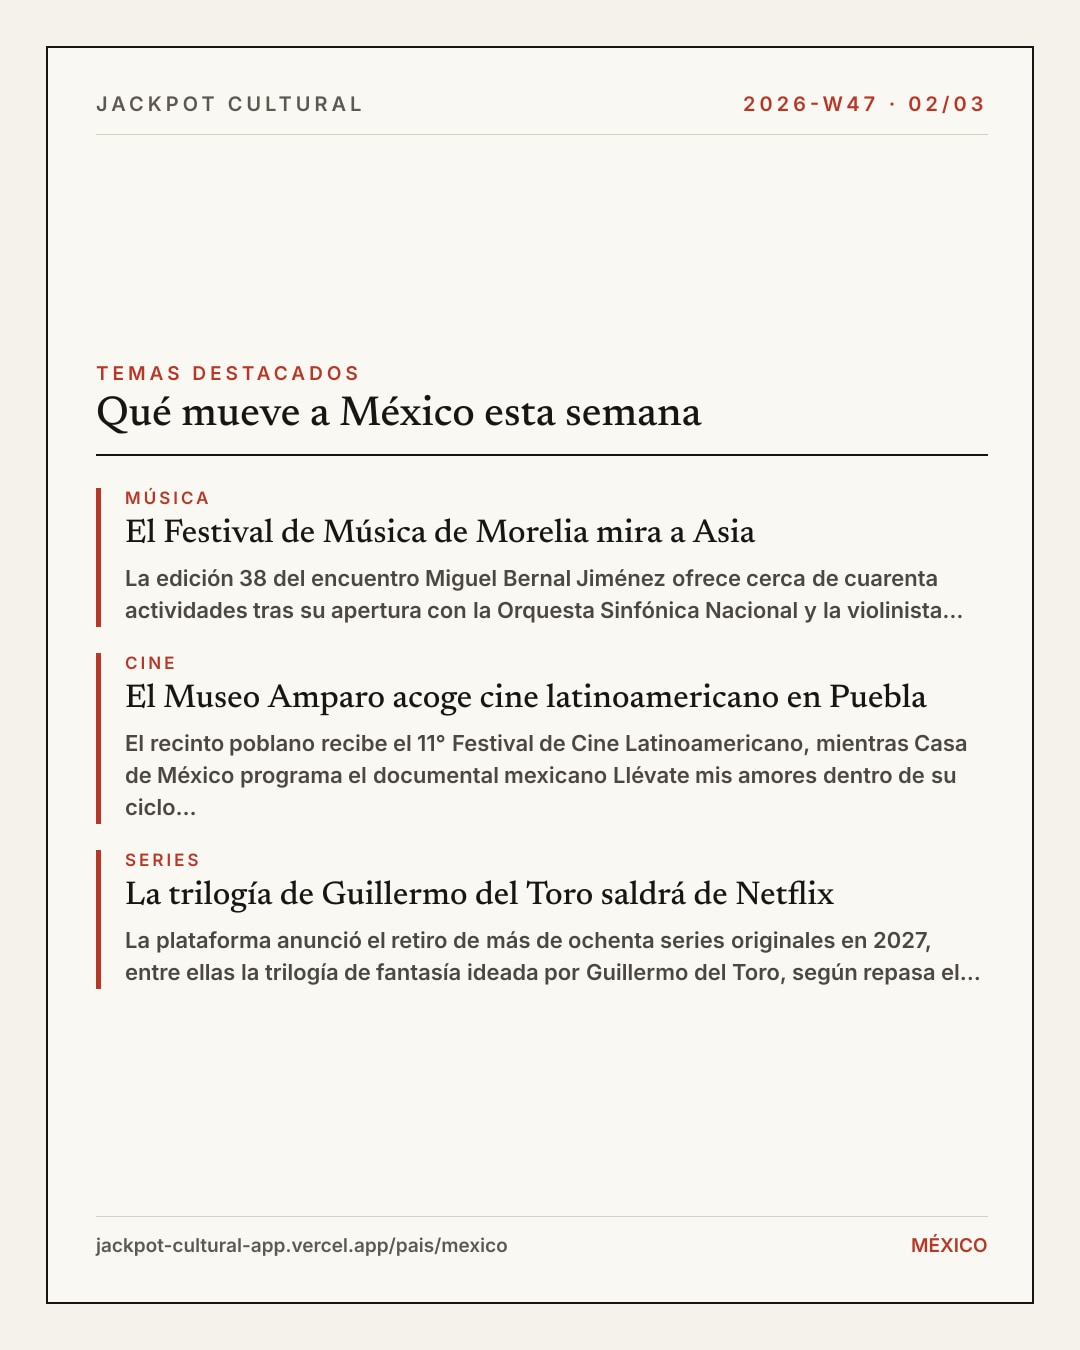 JACKPOT CULTURAL
2026-W47 · 02/03
TEMAS DESTACADOS
Qué mueve a México esta semana
MÚSICA
El Festival de Música de Morelia mira a Asia
La edición 38 del encuentro Miguel Bernal Jiménez ofrece cerca de cuarenta
actividades tras su apertura con la Orquesta Sinfónica Nacional y la violinista...
CINE
El Museo Amparo acoge cine latinoamericano en Puebla
El recinto poblano recibe el 11° Festival de Cine Latinoamericano, mientras Casa
de México programa el documental mexicano Llévate mis amores dentro de su
ciclo...
SERIES
La trilogía de Guillermo del Toro saldrá de Netflix
La plataforma anunció el retiro de más de ochenta series originales en 2027,
entre ellas la trilogía de fantasía ideada por Guillermo del Toro, según repasa el...
jackpot-cultural-app.vercel.app/pais/mexico
MÉXICO